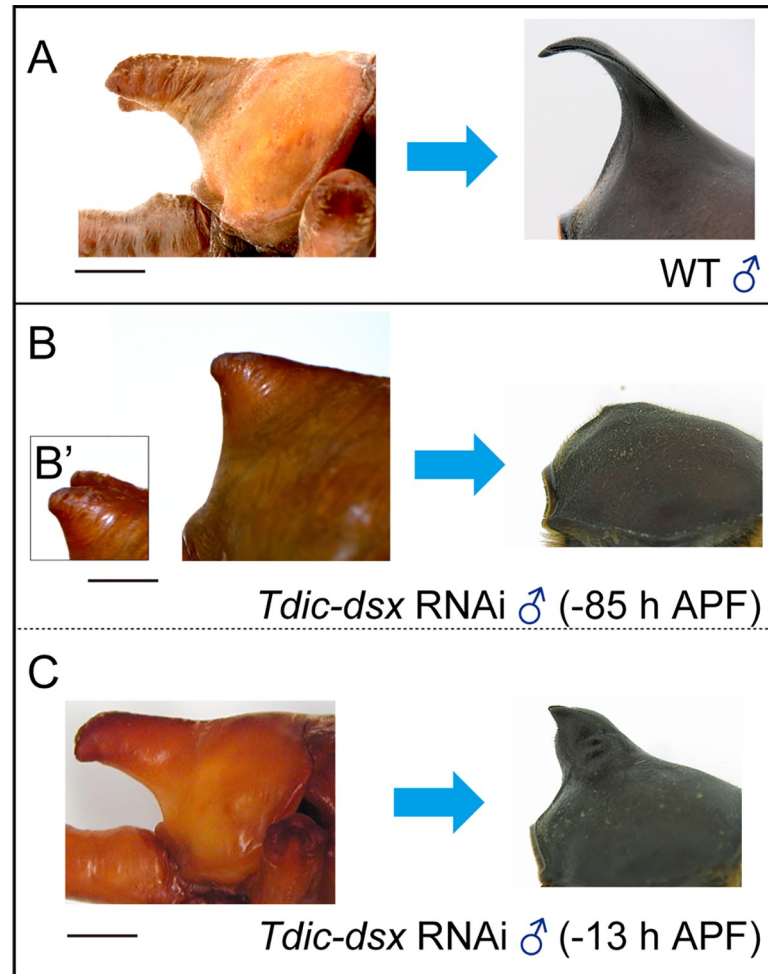 A
WT ♂
B
B’
Tdic-dsx RNAi ♂ (-85 h APF)
C
Tdic-dsx RNAi ♂ (-13 h APF)